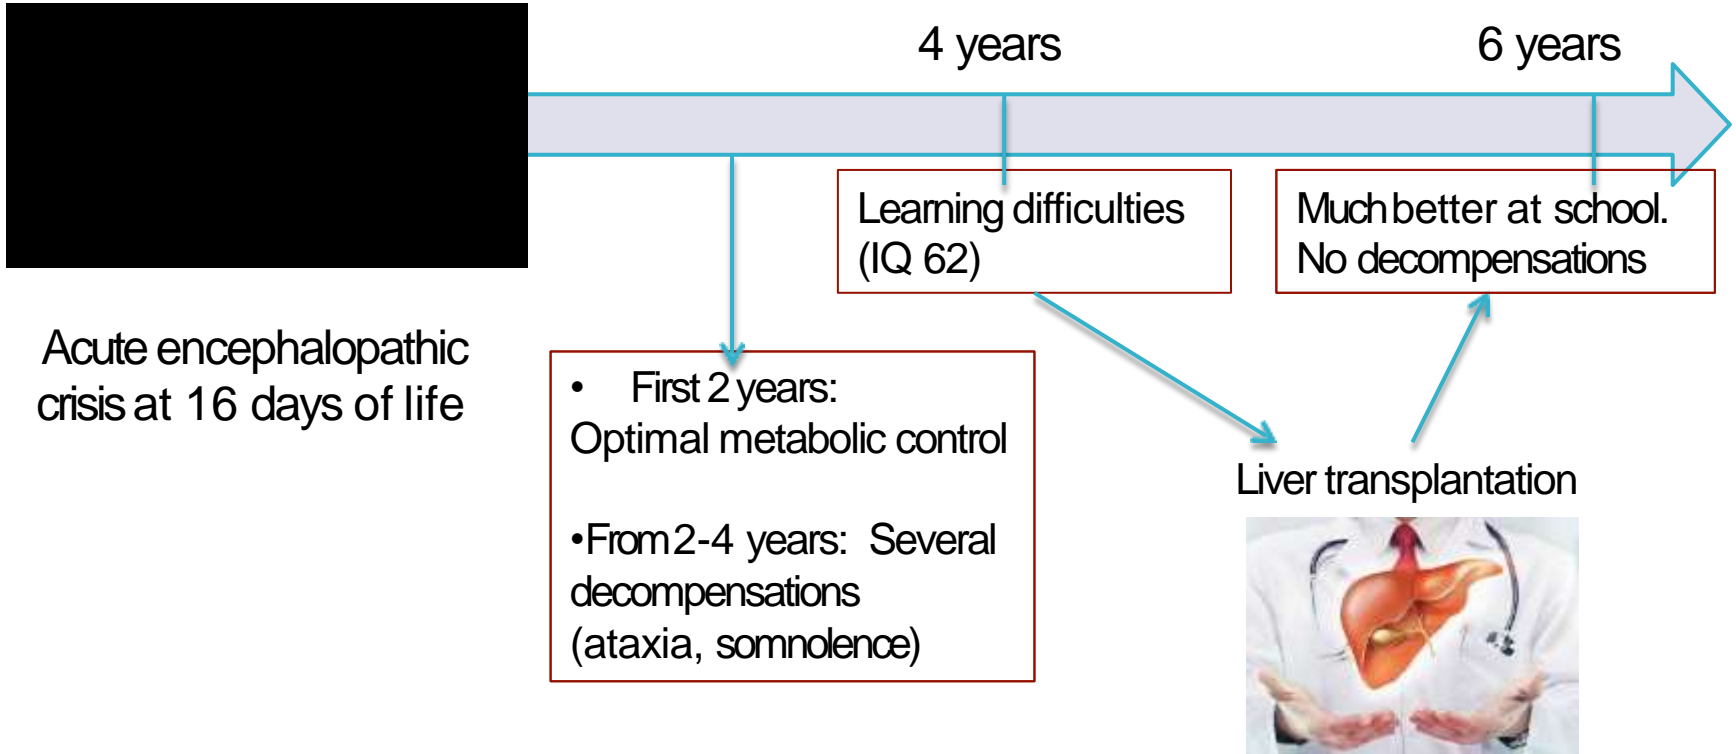 4 years
6 years
Learning difficulties
(IQ 62)
Much better at school.
No decompensations
Acute encephalopathic
crisis at 16 days of life
• First 2 years:
Optimal metabolic control
•From 2-4 years: Several
decompensations
(ataxia, somnolence)
Liver transplantation